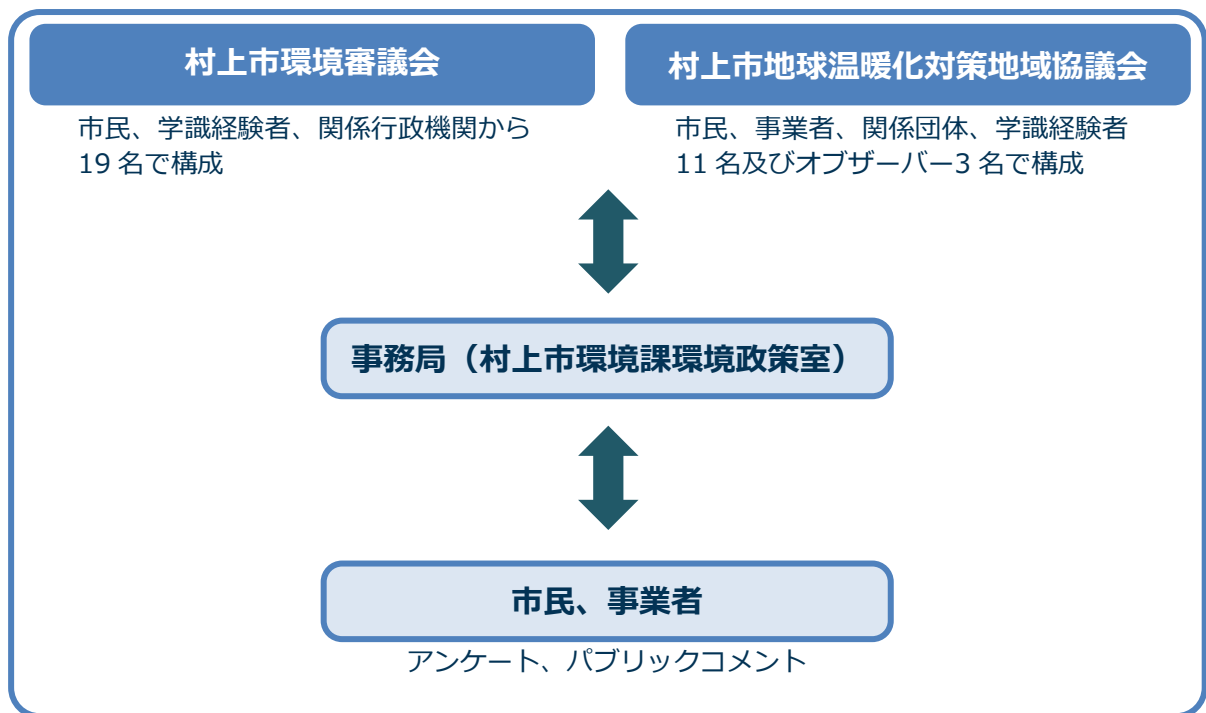 村上市環境審議会
市民、学識経験者、関係行政機関から
19 名で構成
村上市地球温暖化対策地域協議会
市民、事業者、関係団体、学識経験者
11 名及びオブザーバー3 名で構成
事務局（村上市環境課環境政策室）
市民、事業者
アンケート、パブリックコメント